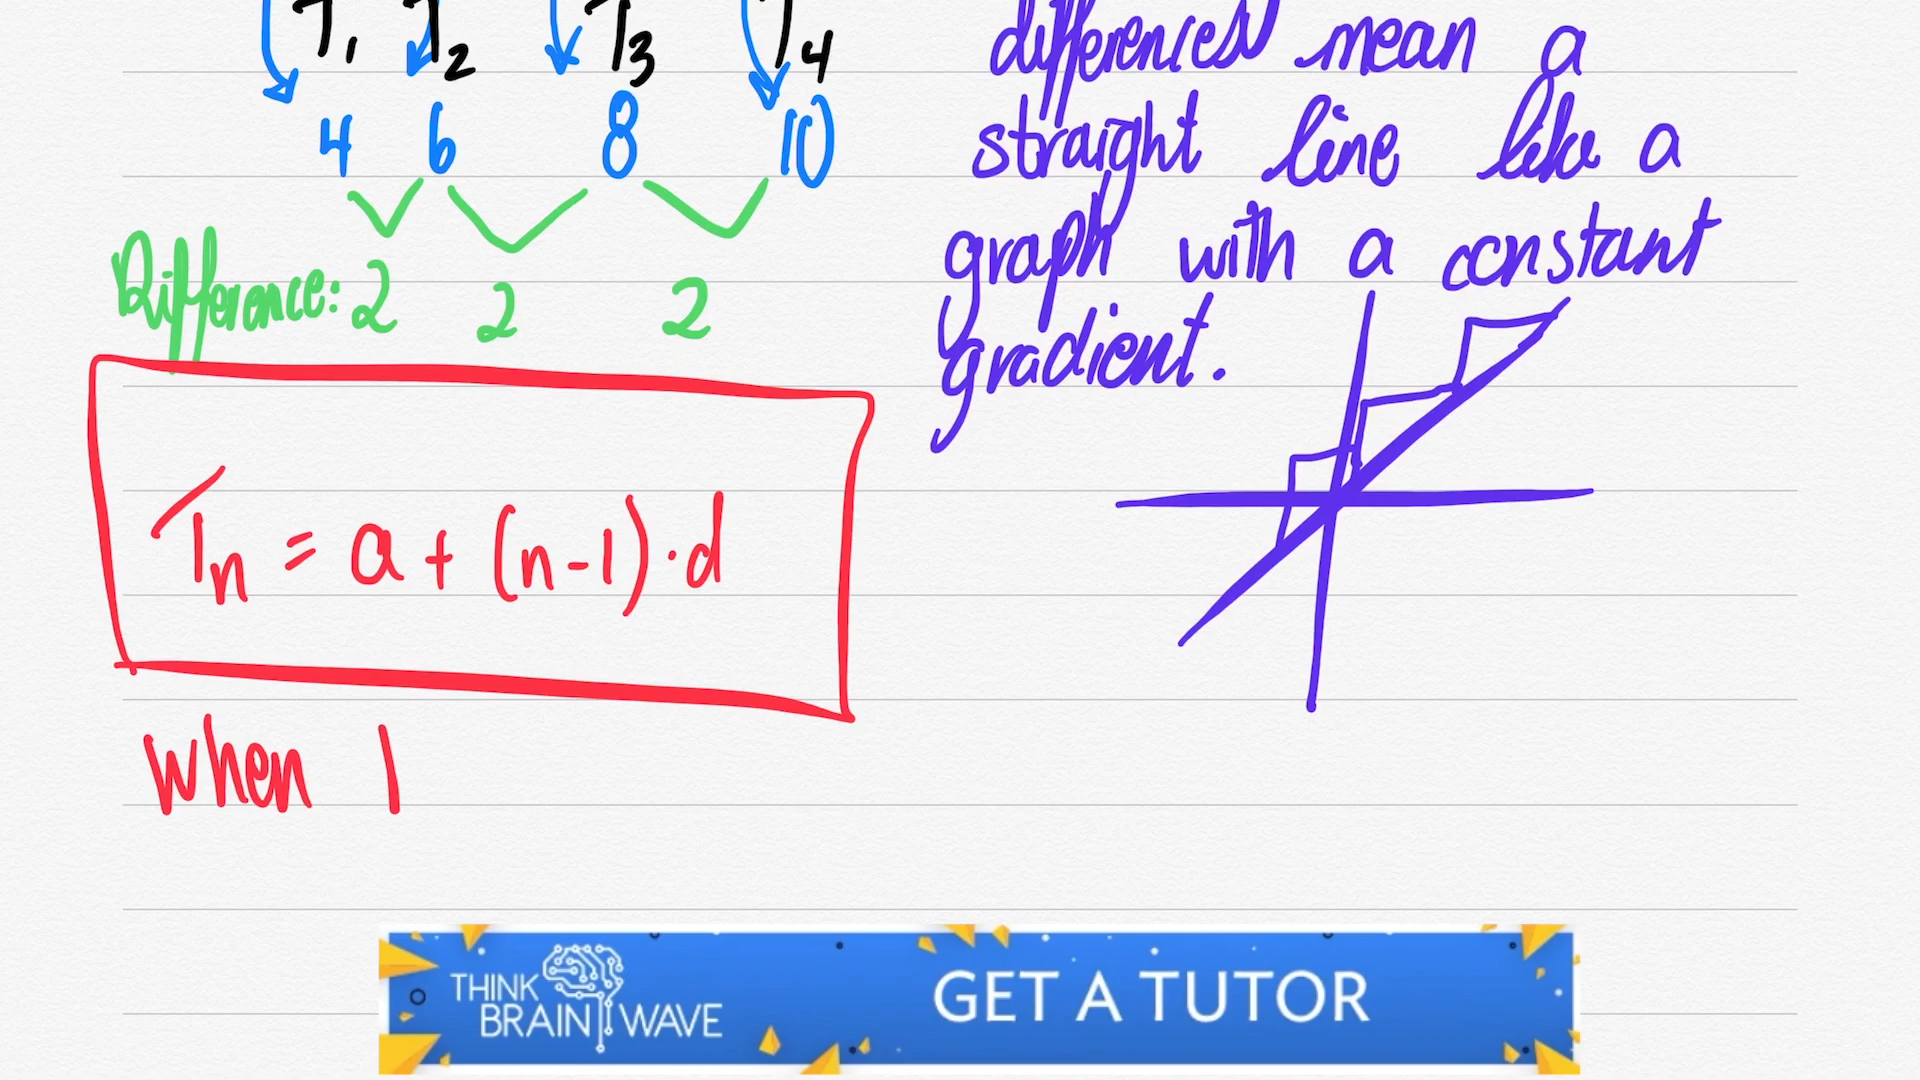 T1 T2 T3 T4
4 6 8 10
Difference: 2 2 2
Tn = a + (n-1)·d
when 1
differences mean a
straight line like a
graph with a constant
gradient.
THINK
BRAIN WAVE
GET A TUTOR